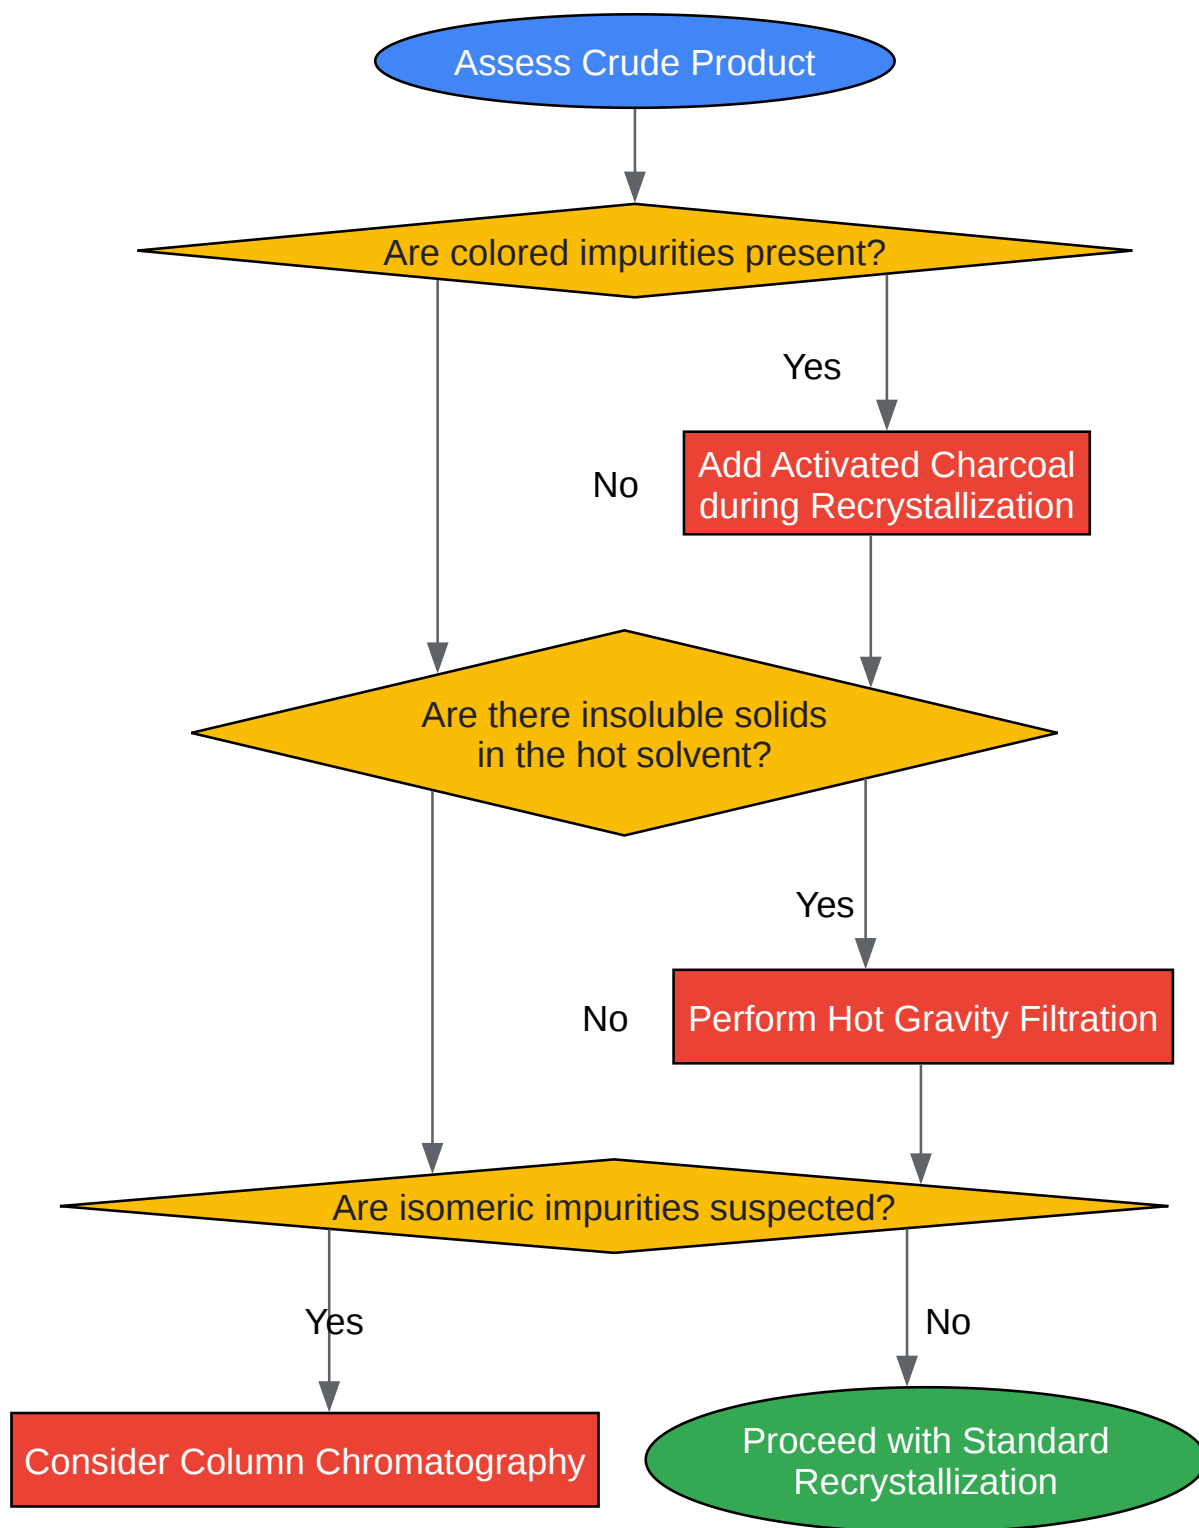 Assess Crude Product
Are colored impurities present?
Yes
Add Activated Charcoal
during Recrystallization
No
Are there insoluble solids
in the hot solvent?
Yes
Perform Hot Gravity Filtration
No
Are isomeric impurities suspected?
Yes
No
Consider Column Chromatography
Proceed with Standard
Recrystallization